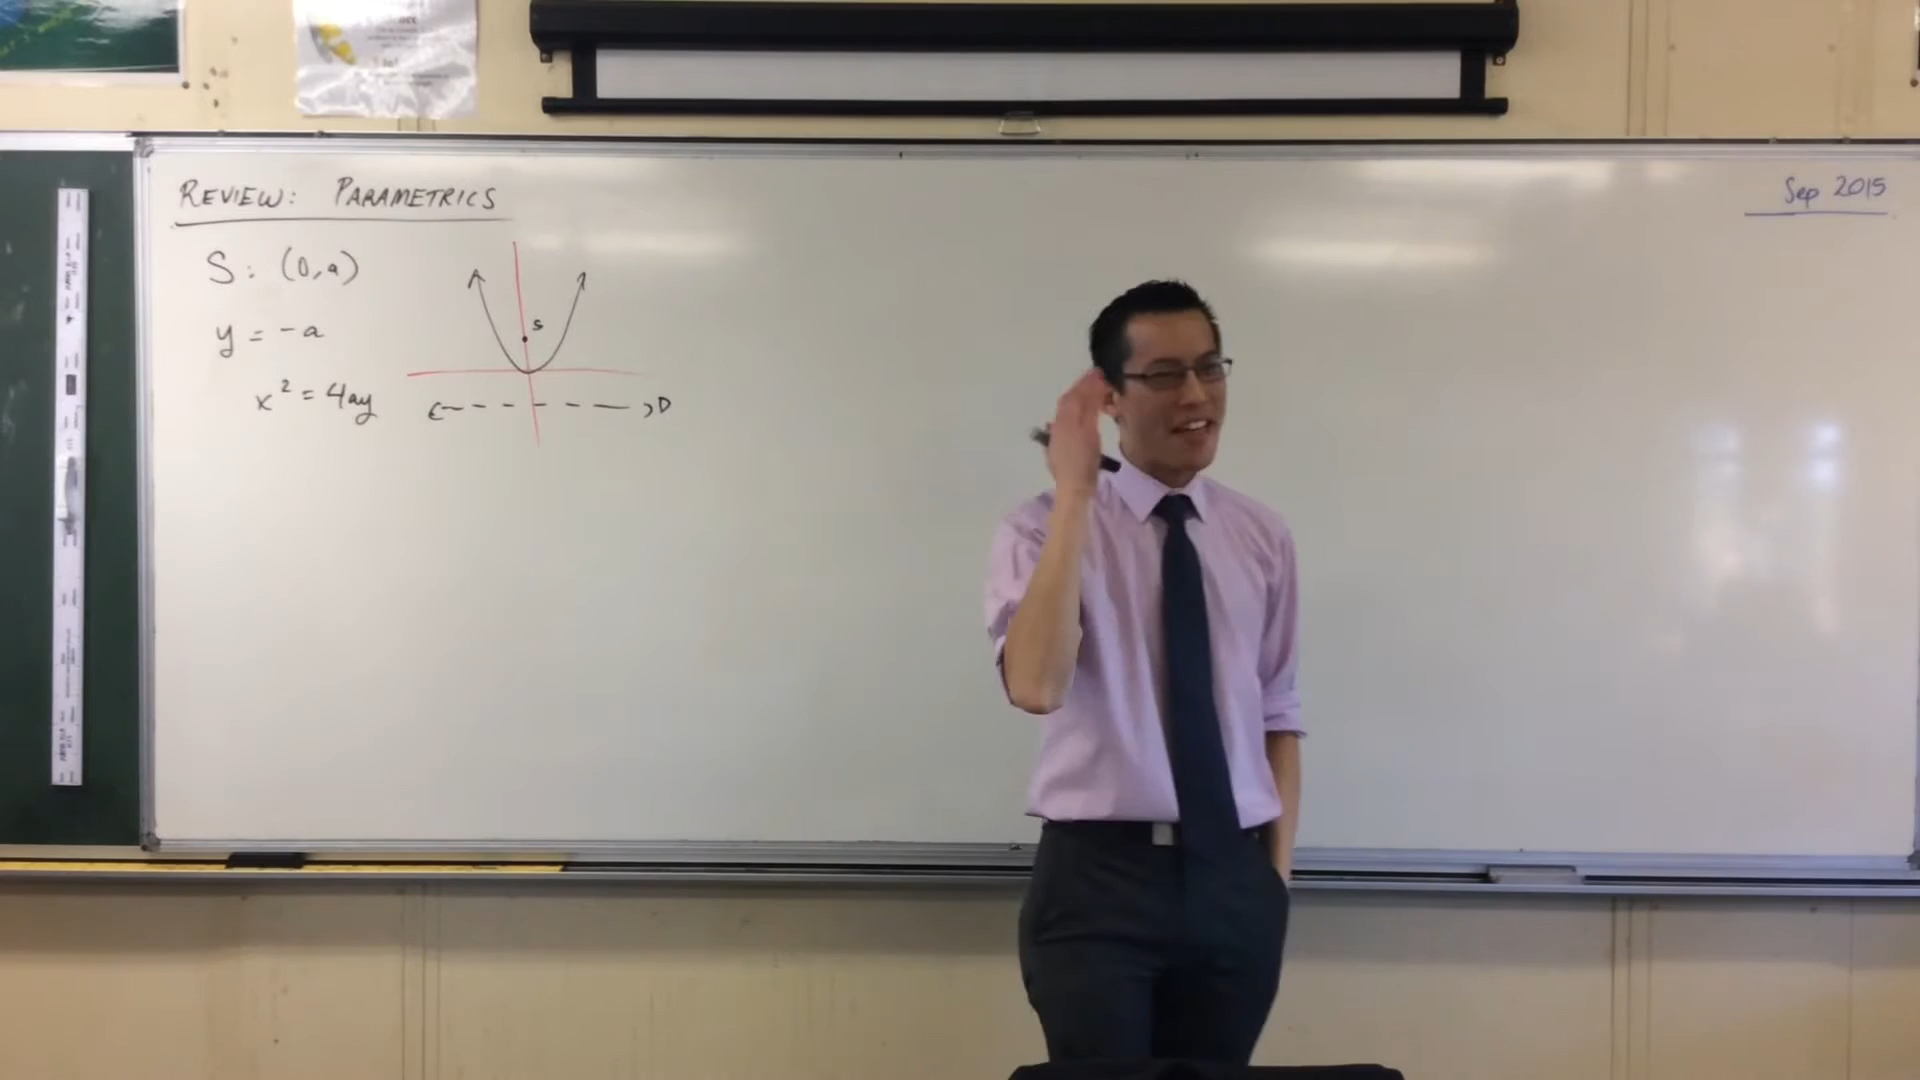 REVIEW: PARAMETRICS
Sep 2015
S: (0,a)
y = -a
x² = 4ay
S
D